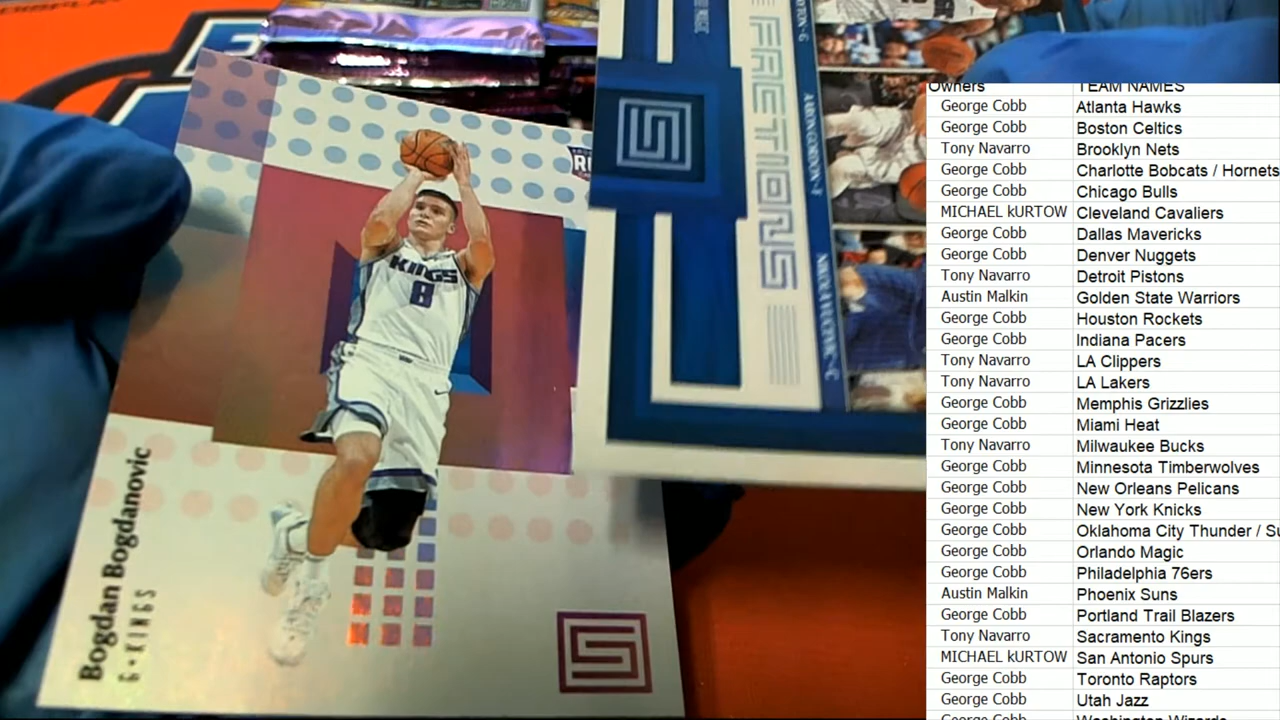 Owners TEAM NAMES
George Cobb Atlanta Hawks
George Cobb Boston Celtics
Tony Navarro Brooklyn Nets
George Cobb Charlotte Bobcats / Hornets
George Cobb Chicago Bulls
MICHAEL kURTOW Cleveland Cavaliers
George Cobb Dallas Mavericks
George Cobb Denver Nuggets
Tony Navarro Detroit Pistons
Austin Malkin Golden State Warriors
George Cobb Houston Rockets
George Cobb Indiana Pacers
Tony Navarro LA Clippers
Tony Navarro LA Lakers
George Cobb Memphis Grizzlies
George Cobb Miami Heat
Tony Navarro Milwaukee Bucks
George Cobb Minnesota Timberwolves
George Cobb New Orleans Pelicans
George Cobb New York Knicks
George Cobb Oklahoma City Thunder / Su
George Cobb Orlando Magic
George Cobb Philadelphia 76ers
Austin Malkin Phoenix Suns
George Cobb Portland Trail Blazers
Tony Navarro Sacramento Kings
MICHAEL kURTOW San Antonio Spurs
George Cobb Toronto Raptors
George Cobb Utah Jazz
Washington Wizards
KINGS
8
Bogdan Bogdanovic
G • KINGS
FACTIONS
AARON GORDON-F